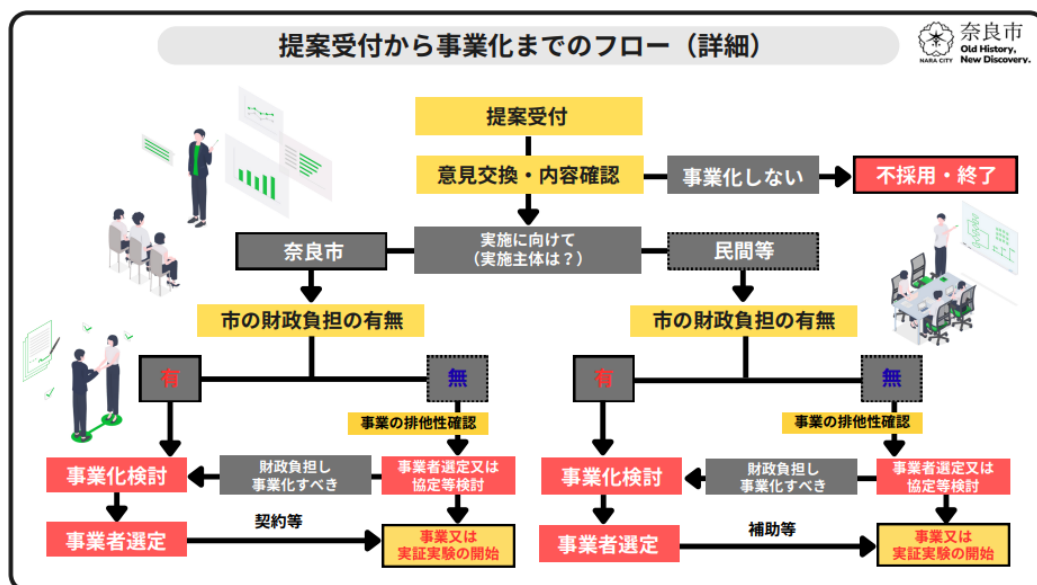 提案受付から事業化までのフロー（詳細）
奈良市
Old History,
New Discovery.
NARA CITY
提案受付
意見交換・内容確認
事業化しない
不採用・終了
実施に向けて
（実施主体は？）
奈良市
民間等
市の財政負担の有無
市の財政負担の有無
有
無
有
無
事業の排他性確認
事業の排他性確認
事業化検討
財政負担し
事業化すべき
事業者選定又は
協定等検討
事業化検討
財政負担し
事業化すべき
事業者選定又は
協定等検討
事業者選定
契約等
事業又は
実証実験の開始
事業者選定
補助等
事業又は
実証実験の開始